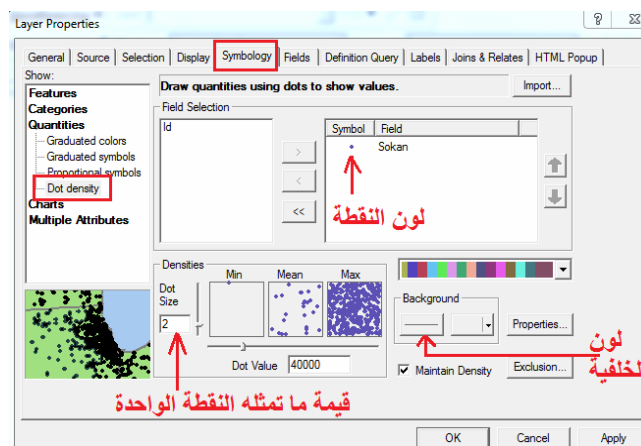 Layer Properties
General Source Selection Display Symbology Fields Definition Query Labels Joins & Relates HTML Popup
Show:
Features
Categories
Quantities
Graduated colors
Graduated symbols
Proportional symbols
Dot density
Charts
Multiple Attributes
Draw quantities using dots to show values.
Import...
Field Selection
Id
>
<
<<
Symbol Field
Sokan
لون النقطة
Densities
Dot Size
2
Min Mean Max
Dot Value 40000
Background
Properties...
Maintain Density
Exclusion...
لون
لخلفية
قيمة ما تمثله النقطة الواحدة
OK Cancel Apply